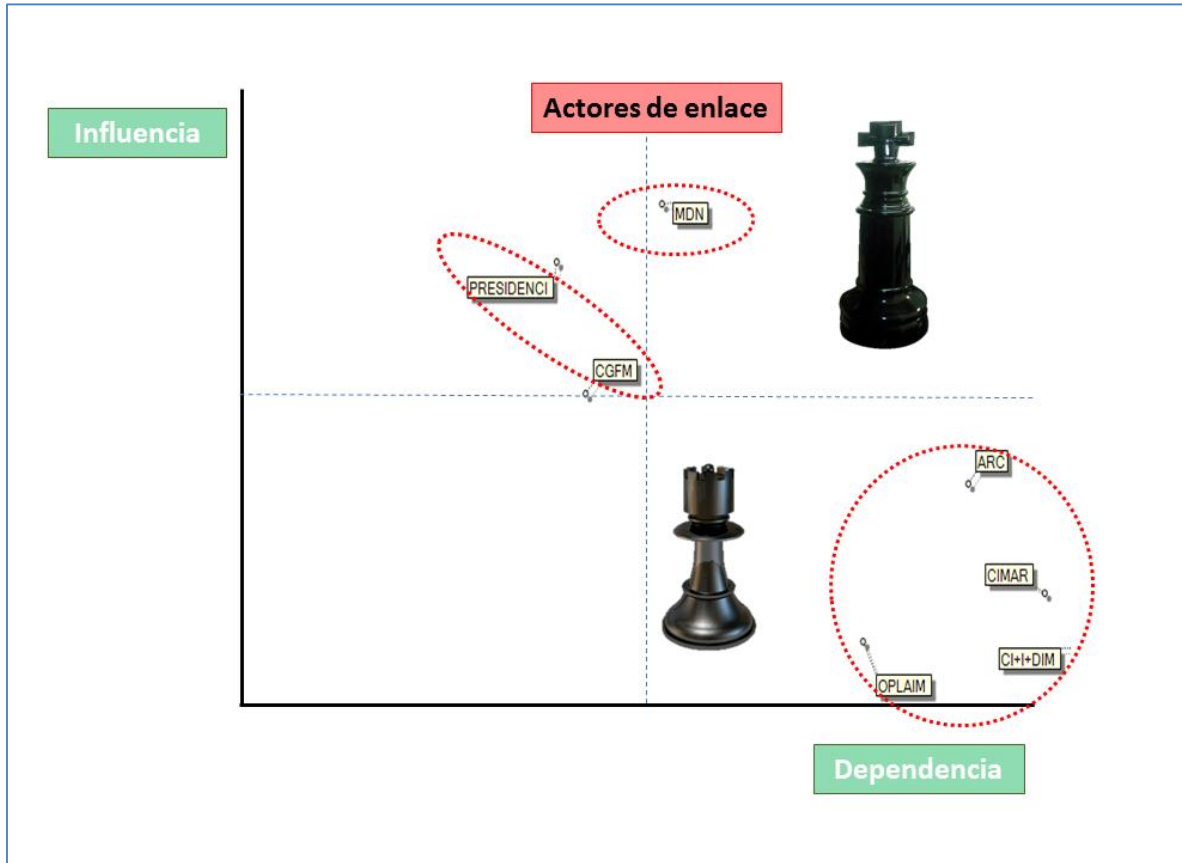 Actores de enlace
Influencia
MDN
PRESIDENCI
CGFM
ARC
CIMAR
CI+I+DIM
OPLAIM
Dependencia